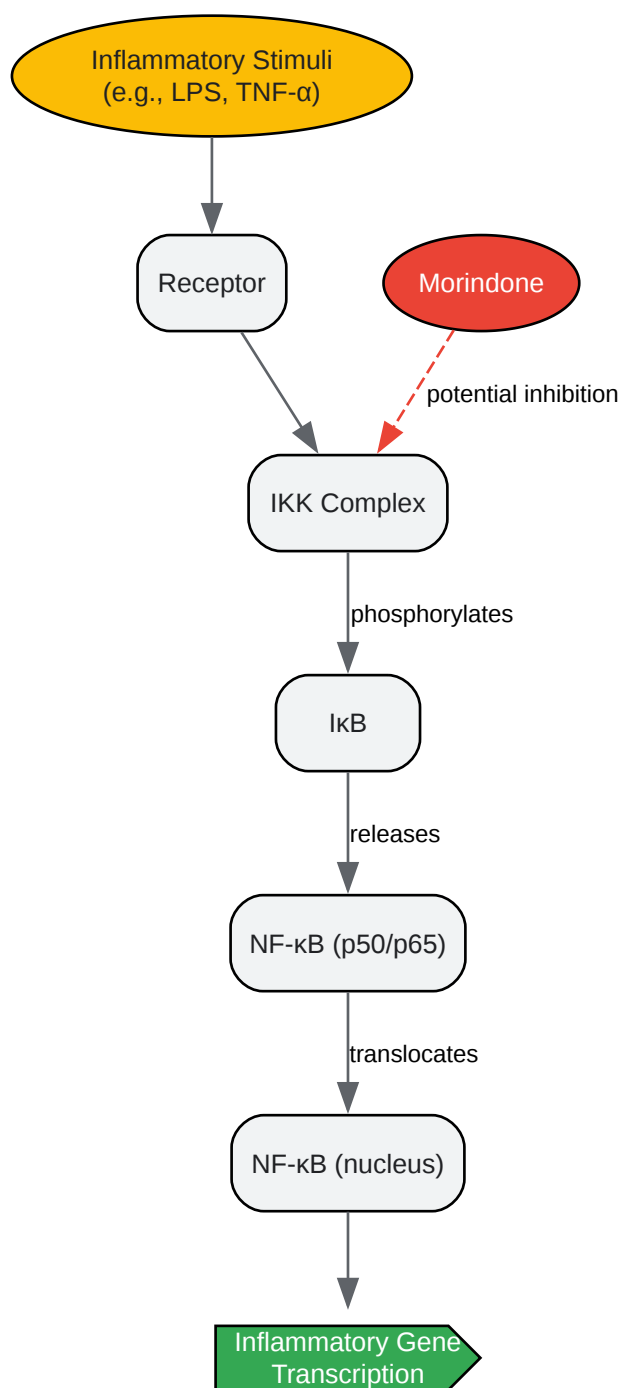 Inflammatory Stimuli
(e.g., LPS, TNF-α)
Receptor
Morindone
potential inhibition
IKK Complex
phosphorylates
IκB
releases
NF-κB (p50/p65)
translocates
NF-κB (nucleus)
Inflammatory Gene
Transcription